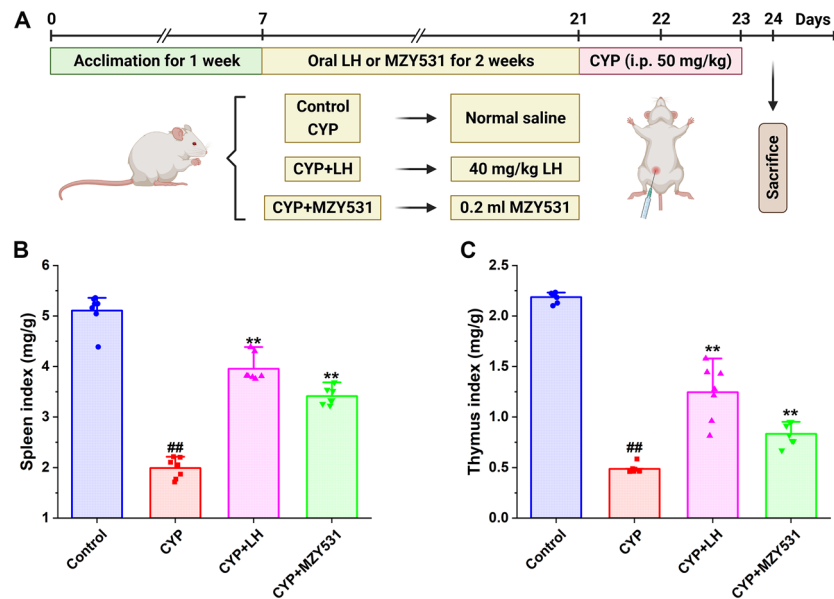 A
0 7 21 22 23 24 Days
Acclimation for 1 week
Oral LH or MZY531 for 2 weeks
CYP (i.p. 50 mg/kg)
Control
CYP
Normal saline
CYP+LH
40 mg/kg LH
CYP+MZY531
0.2 ml MZY531
Sacrifice
B
Spleen index (mg/g)
6
5
4
3
2
1
##
**
**
Control
CYP
CYP+LH
CYP+MZY531
C
Thymus index (mg/g)
2.5
2.0
1.5
1.0
0.5
0.0
##
**
**
Control
CYP
CYP+LH
CYP+MZY531